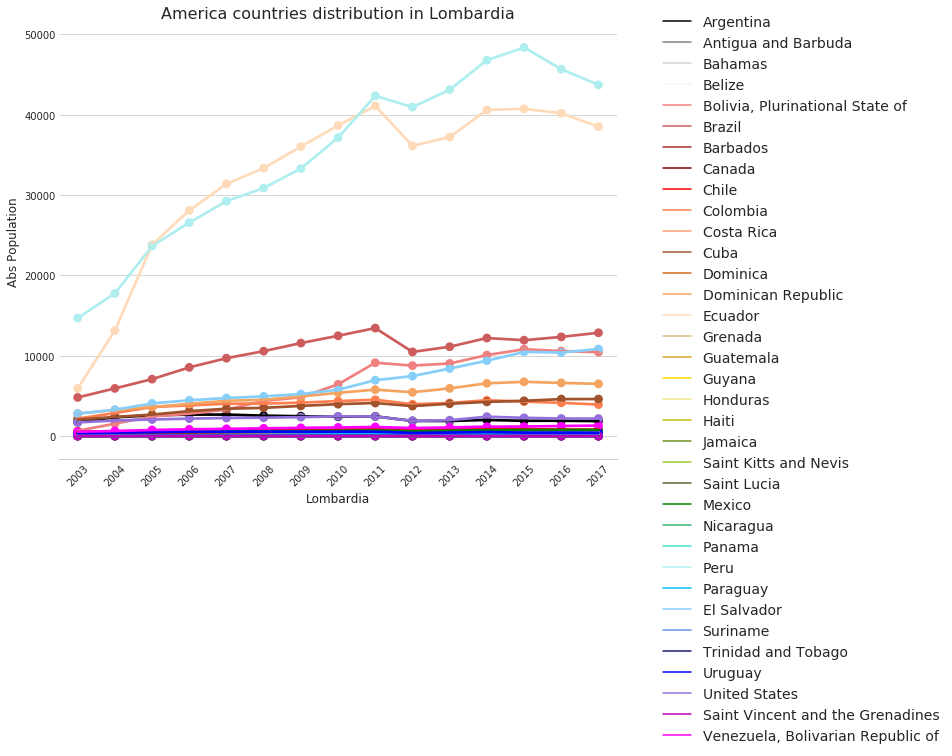 America countries distribution in Lombardia
50000
40000
30000
20000
10000
0
Abs Population
2003 2004 2005 2006 2007 2008 2009 2010 2011 2012 2013 2014 2015 2016 2017
Lombardia
Argentina
Antigua and Barbuda
Bahamas
Belize
Bolivia, Plurinational State of
Brazil
Barbados
Canada
Chile
Colombia
Costa Rica
Cuba
Dominica
Dominican Republic
Ecuador
Grenada
Guatemala
Guyana
Honduras
Haiti
Jamaica
Saint Kitts and Nevis
Saint Lucia
Mexico
Nicaragua
Panama
Peru
Paraguay
El Salvador
Suriname
Trinidad and Tobago
Uruguay
United States
Saint Vincent and the Grenadines
Venezuela, Bolivarian Republic of